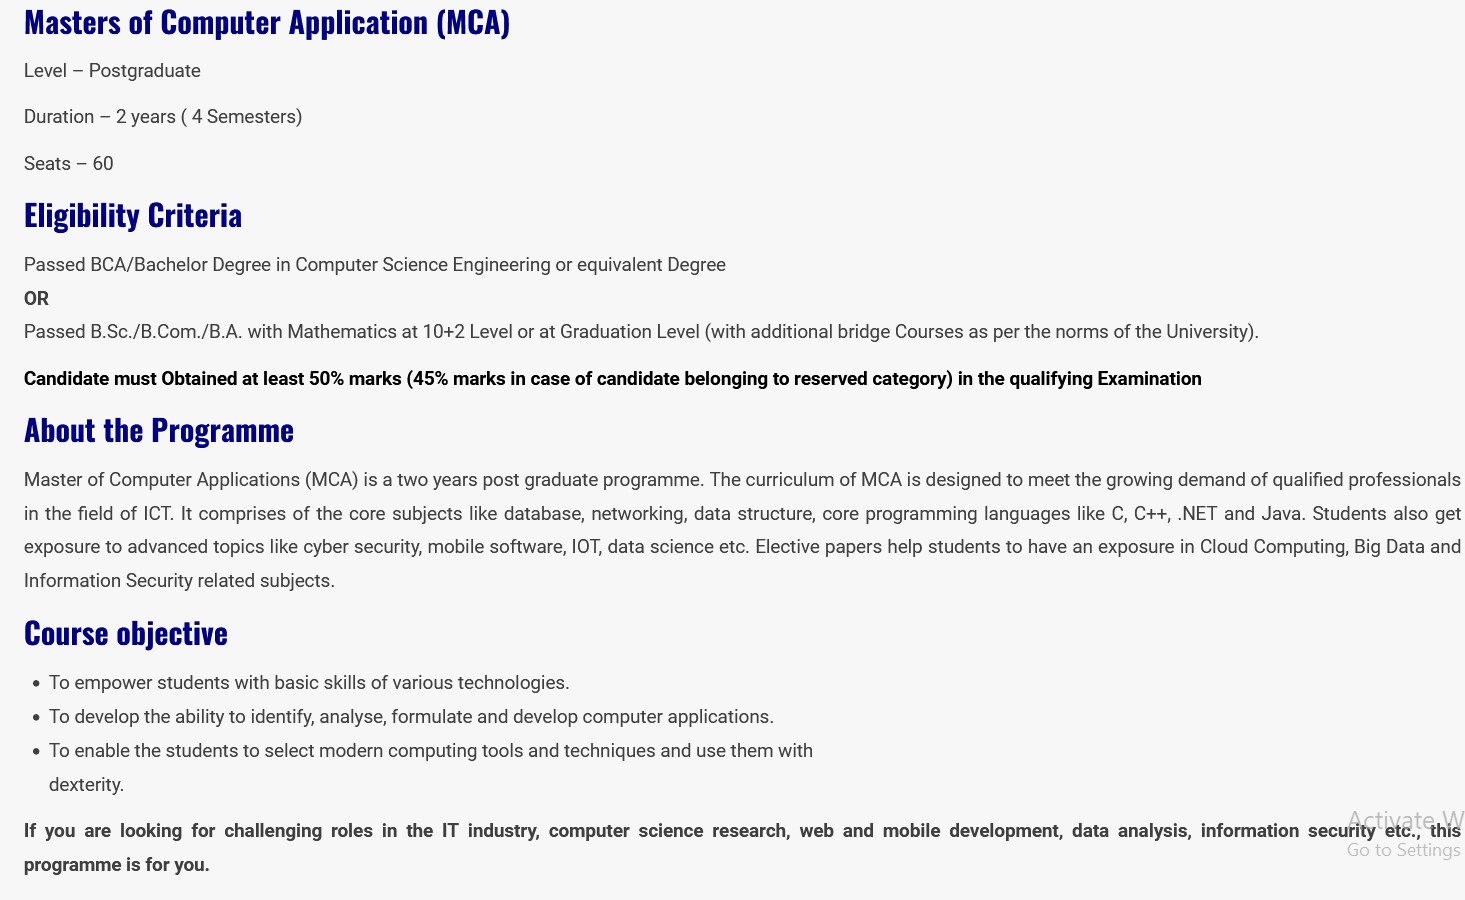 Masters of Computer Application (MCA)
Level – Postgraduate
Duration – 2 years ( 4 Semesters)
Seats – 60
Eligibility Criteria
Passed BCA/Bachelor Degree in Computer Science Engineering or equivalent Degree
OR
Passed B.Sc./B.Com./B.A. with Mathematics at 10+2 Level or at Graduation Level (with additional bridge Courses as per the norms of the University).
Candidate must Obtained at least 50% marks (45% marks in case of candidate belonging to reserved category) in the qualifying Examination
About the Programme
Master of Computer Applications (MCA) is a two years post graduate programme. The curriculum of MCA is designed to meet the growing demand of qualified professionals
in the field of ICT. It comprises of the core subjects like database, networking, data structure, core programming languages like C, C++, .NET and Java. Students also get
exposure to advanced topics like cyber security, mobile software, IOT, data science etc. Elective papers help students to have an exposure in Cloud Computing, Big Data and
Information Security related subjects.
Course objective
• To empower students with basic skills of various technologies.
• To develop the ability to identify, analyse, formulate and develop computer applications.
• To enable the students to select modern computing tools and techniques and use them with
dexterity.
If you are looking for challenging roles in the IT industry, computer science research, web and mobile development, data analysis, information security etc., this
programme is for you.
Activate W
Go to Settings